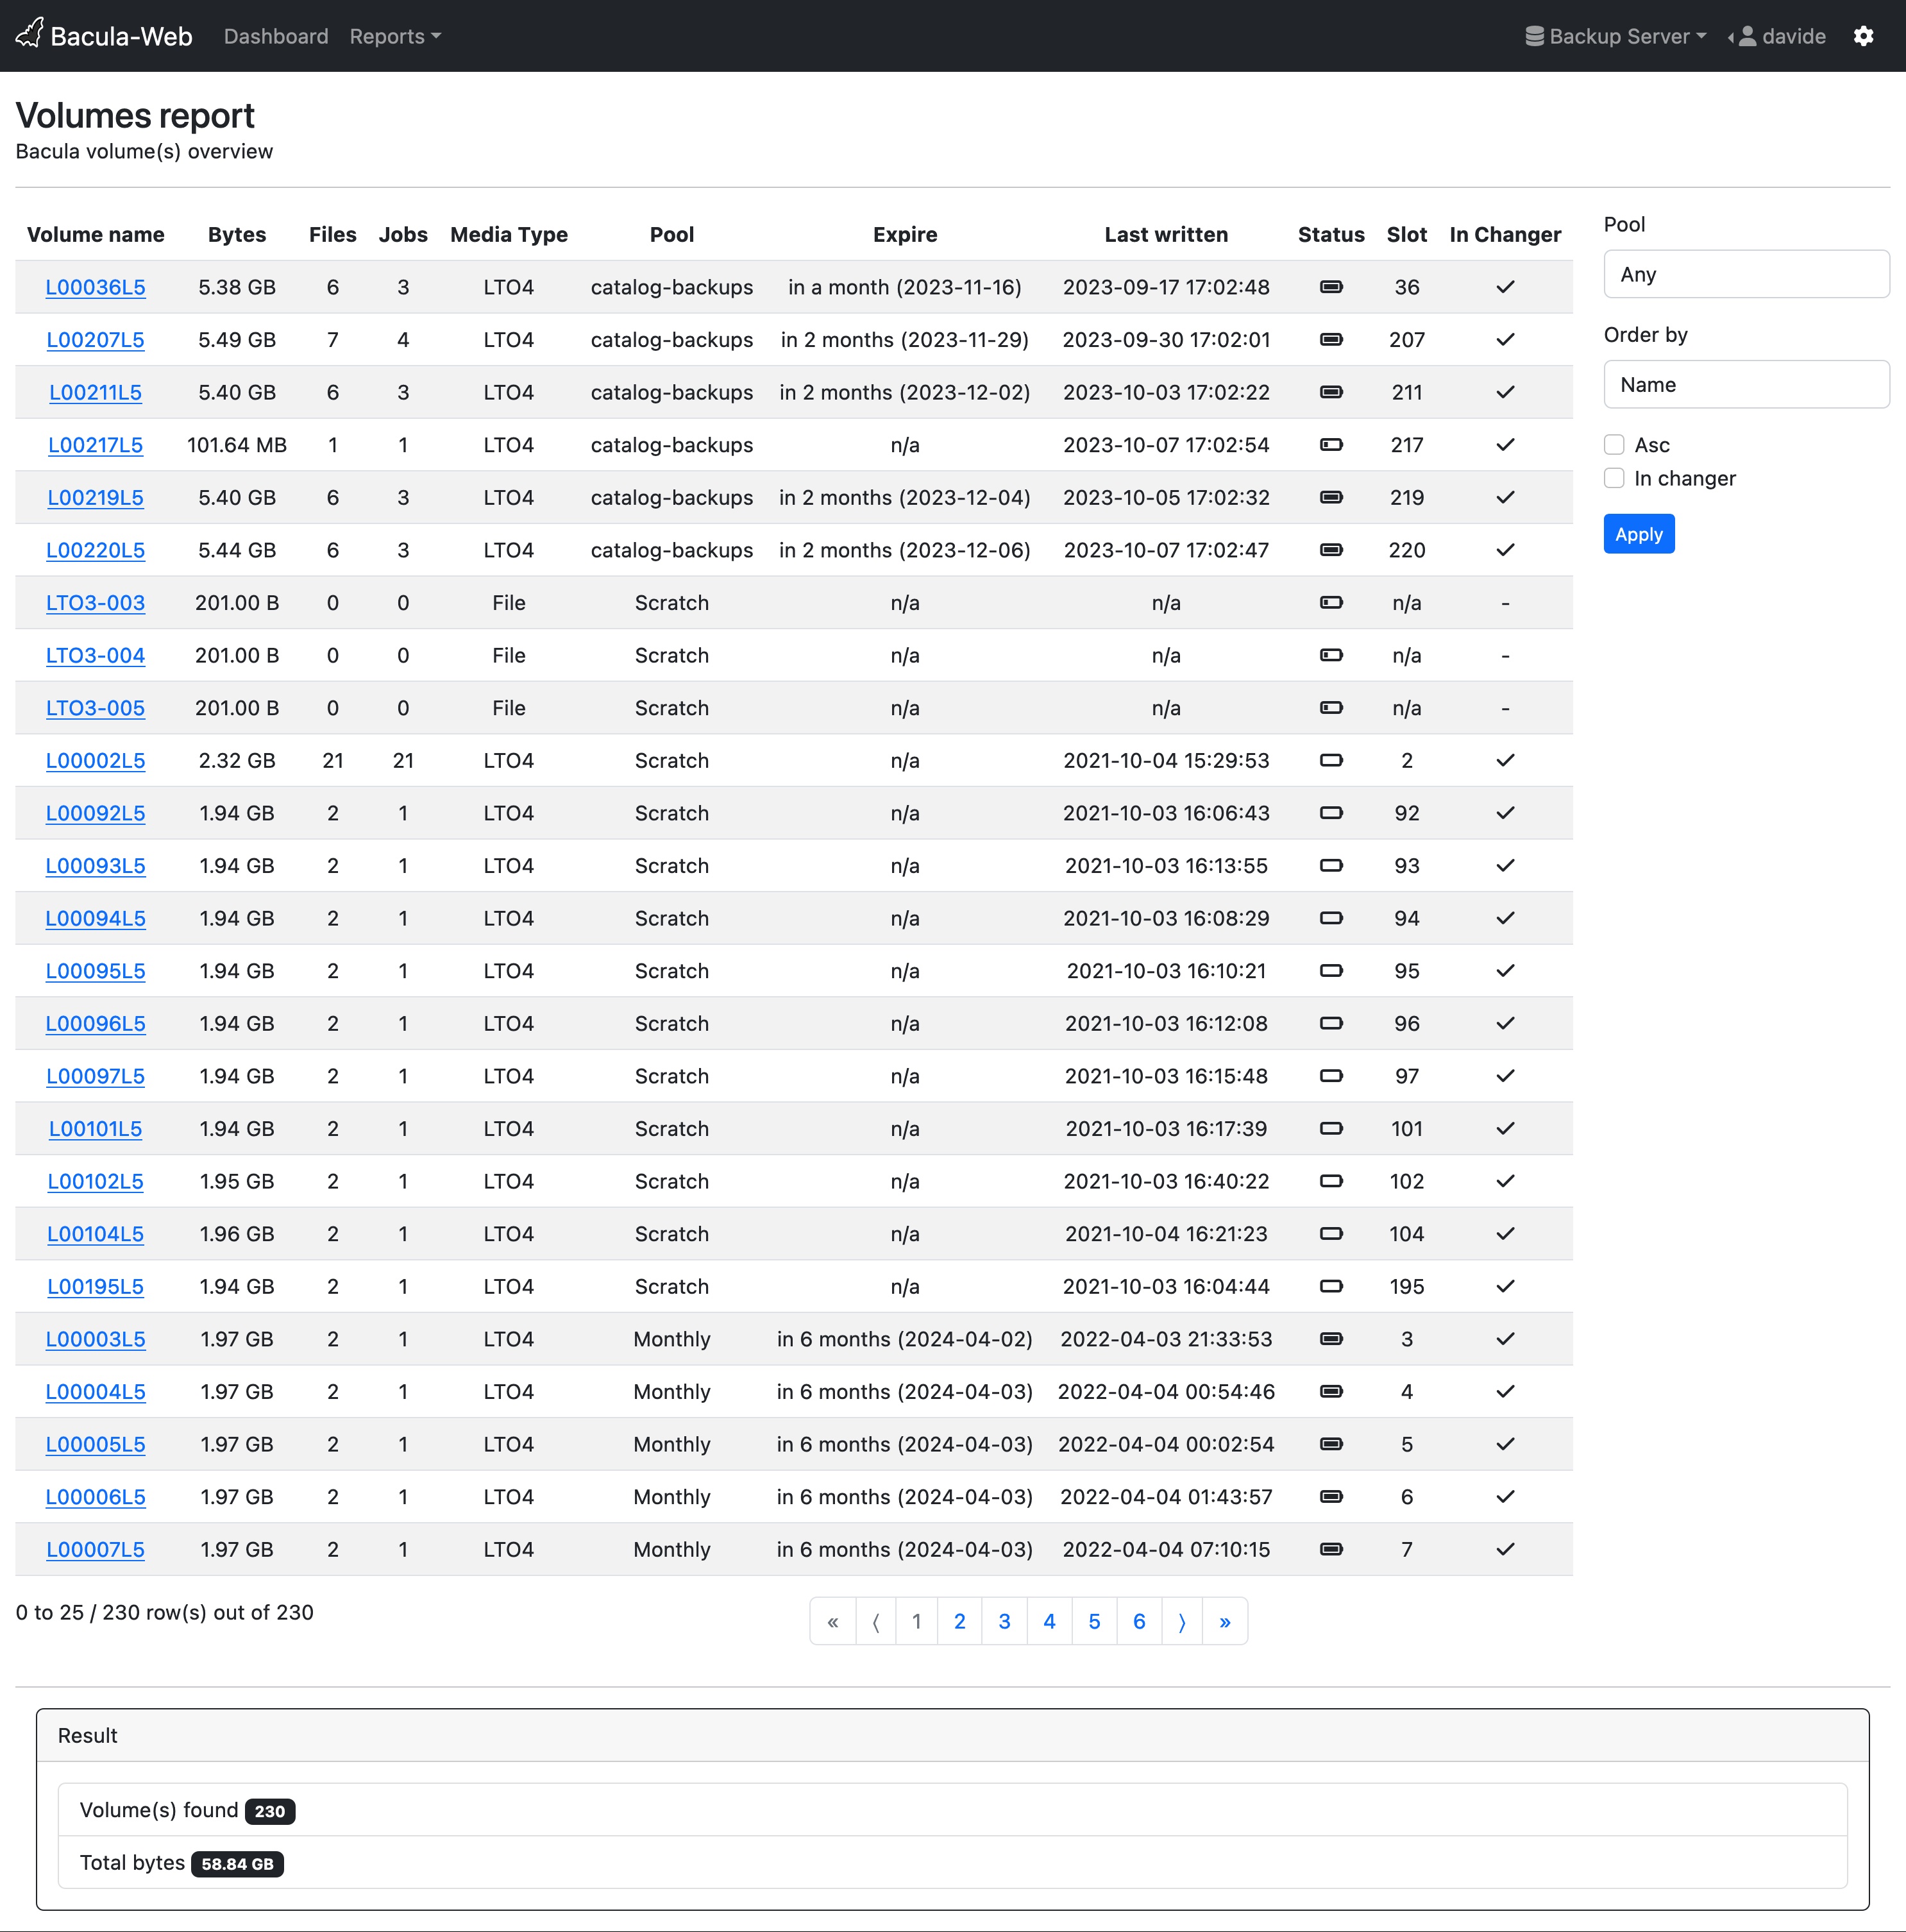 Bacula-Web Dashboard Reports Backup Server davide
Volumes report
Bacula volume(s) overview
Volume name Bytes Files Jobs Media Type Pool Expire Last written Status Slot In Changer
L00036L5 5.38 GB 6 3 LTO4 catalog-backups in a month (2023-11-16) 2023-09-17 17:02:48 36
L00207L5 5.49 GB 7 4 LTO4 catalog-backups in 2 months (2023-11-29) 2023-09-30 17:02:01 207
L00211L5 5.40 GB 6 3 LTO4 catalog-backups in 2 months (2023-12-02) 2023-10-03 17:02:22 211
L00217L5 101.64 MB 1 1 LTO4 catalog-backups n/a 2023-10-07 17:02:54 217
L00219L5 5.40 GB 6 3 LTO4 catalog-backups in 2 months (2023-12-04) 2023-10-05 17:02:32 219
L00220L5 5.44 GB 6 3 LTO4 catalog-backups in 2 months (2023-12-06) 2023-10-07 17:02:47 220
LTO3-003 201.00 B 0 0 File Scratch n/a n/a n/a -
LTO3-004 201.00 B 0 0 File Scratch n/a n/a n/a -
LTO3-005 201.00 B 0 0 File Scratch n/a n/a n/a -
L00002L5 2.32 GB 21 21 LTO4 Scratch n/a 2021-10-04 15:29:53 2
L00092L5 1.94 GB 2 1 LTO4 Scratch n/a 2021-10-03 16:06:43 92
L00093L5 1.94 GB 2 1 LTO4 Scratch n/a 2021-10-03 16:13:55 93
L00094L5 1.94 GB 2 1 LTO4 Scratch n/a 2021-10-03 16:08:29 94
L00095L5 1.94 GB 2 1 LTO4 Scratch n/a 2021-10-03 16:10:21 95
L00096L5 1.94 GB 2 1 LTO4 Scratch n/a 2021-10-03 16:12:08 96
L00097L5 1.94 GB 2 1 LTO4 Scratch n/a 2021-10-03 16:15:48 97
L00101L5 1.94 GB 2 1 LTO4 Scratch n/a 2021-10-03 16:17:39 101
L00102L5 1.95 GB 2 1 LTO4 Scratch n/a 2021-10-03 16:40:22 102
L00104L5 1.96 GB 2 1 LTO4 Scratch n/a 2021-10-04 16:21:23 104
L00195L5 1.94 GB 2 1 LTO4 Scratch n/a 2021-10-03 16:04:44 195
L00003L5 1.97 GB 2 1 LTO4 Monthly in 6 months (2024-04-02) 2022-04-03 21:33:53 3
L00004L5 1.97 GB 2 1 LTO4 Monthly in 6 months (2024-04-03) 2022-04-04 00:54:46 4
L00005L5 1.97 GB 2 1 LTO4 Monthly in 6 months (2024-04-03) 2022-04-04 00:02:54 5
L00006L5 1.97 GB 2 1 LTO4 Monthly in 6 months (2024-04-03) 2022-04-04 01:43:57 6
L00007L5 1.97 GB 2 1 LTO4 Monthly in 6 months (2024-04-03) 2022-04-04 07:10:15 7
0 to 25 / 230 row(s) out of 230
« ⟨ 1 2 3 4 5 6 ⟩ »
Pool
Any
Order by
Name
Asc
In changer
Apply
Result
Volume(s) found 230
Total bytes 58.84 GB